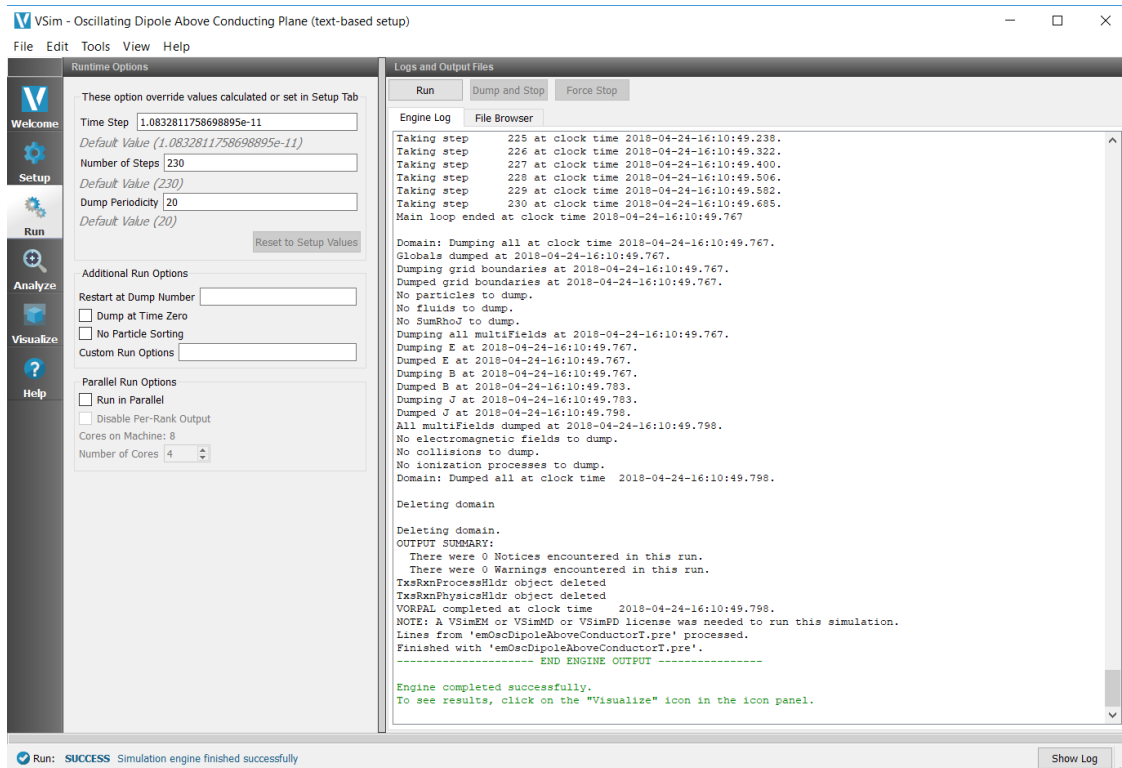 VSim - Oscillating Dipole Above Conducting Plane (text-based setup)
File Edit Tools View Help
Welcome
Setup
Run
Analyze
Visualize
Help
Runtime Options
These option override values calculated or set in Setup Tab
Time Step 1.0832811758698895e-11
Default Value (1.0832811758698895e-11)
Number of Steps 230
Default Value (230)
Dump Periodicity 20
Default Value (20)
Reset to Setup Values
Additional Run Options
Restart at Dump Number
Dump at Time Zero
No Particle Sorting
Custom Run Options
Parallel Run Options
Run in Parallel
Disable Per-Rank Output
Cores on Machine: 8
Number of Cores 4
Logs and Output Files
Run Dump and Stop Force Stop
Engine Log File Browser
Taking step 225 at clock time 2018-04-24-16:10:49.238.
Taking step 226 at clock time 2018-04-24-16:10:49.322.
Taking step 227 at clock time 2018-04-24-16:10:49.400.
Taking step 228 at clock time 2018-04-24-16:10:49.506.
Taking step 229 at clock time 2018-04-24-16:10:49.582.
Taking step 230 at clock time 2018-04-24-16:10:49.685.
Main loop ended at clock time 2018-04-24-16:10:49.767
Domain: Dumping all at clock time 2018-04-24-16:10:49.767.
Globals dumped at 2018-04-24-16:10:49.767.
Dumping grid boundaries at 2018-04-24-16:10:49.767.
Dumped grid boundaries at 2018-04-24-16:10:49.767.
No particles to dump.
No fluids to dump.
No SumRhoJ to dump.
Dumping all multiFields at 2018-04-24-16:10:49.767.
Dumping E at 2018-04-24-16:10:49.767.
Dumped E at 2018-04-24-16:10:49.767.
Dumping B at 2018-04-24-16:10:49.767.
Dumped B at 2018-04-24-16:10:49.783.
Dumping J at 2018-04-24-16:10:49.783.
Dumped J at 2018-04-24-16:10:49.798.
All multiFields dumped at 2018-04-24-16:10:49.798.
No electromagnetic fields to dump.
No collisions to dump.
No ionization processes to dump.
Domain: Dumped all at clock time 2018-04-24-16:10:49.798.
Deleting domain
Deleting domain.
OUTPUT SUMMARY:
There were 0 Notices encountered in this run.
There were 0 Warnings encountered in this run.
TxsRxnProcessHldr object deleted
TxsRxnPhysicsHldr object deleted
VORPAL completed at clock time 2018-04-24-16:10:49.798.
NOTE: A VSimEM or VSimMD or VSimPD license was needed to run this simulation.
Lines from 'emOscDipoleAboveConductorT.pre' processed.
Finished with 'emOscDipoleAboveConductorT.pre'.
--------------------- END ENGINE OUTPUT ----------------
Engine completed successfully.
To see results, click on the "Visualize" icon in the icon panel.
Run: SUCCESS Simulation engine finished successfully
Show Log